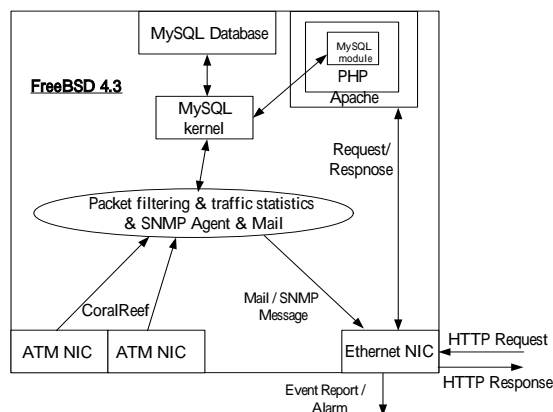 MySQL Database
MySQL
module
PHP
Apache
FreeBSD 4.3
MySQL
kernel
Request/
Respnose
Packet filtering & traffic statistics
& SNMP Agent & Mail
CoralReef
Mail / SNMP
Message
ATM NIC
ATM NIC
Ethernet NIC
HTTP Request
HTTP Response
Event Report /
Alarm